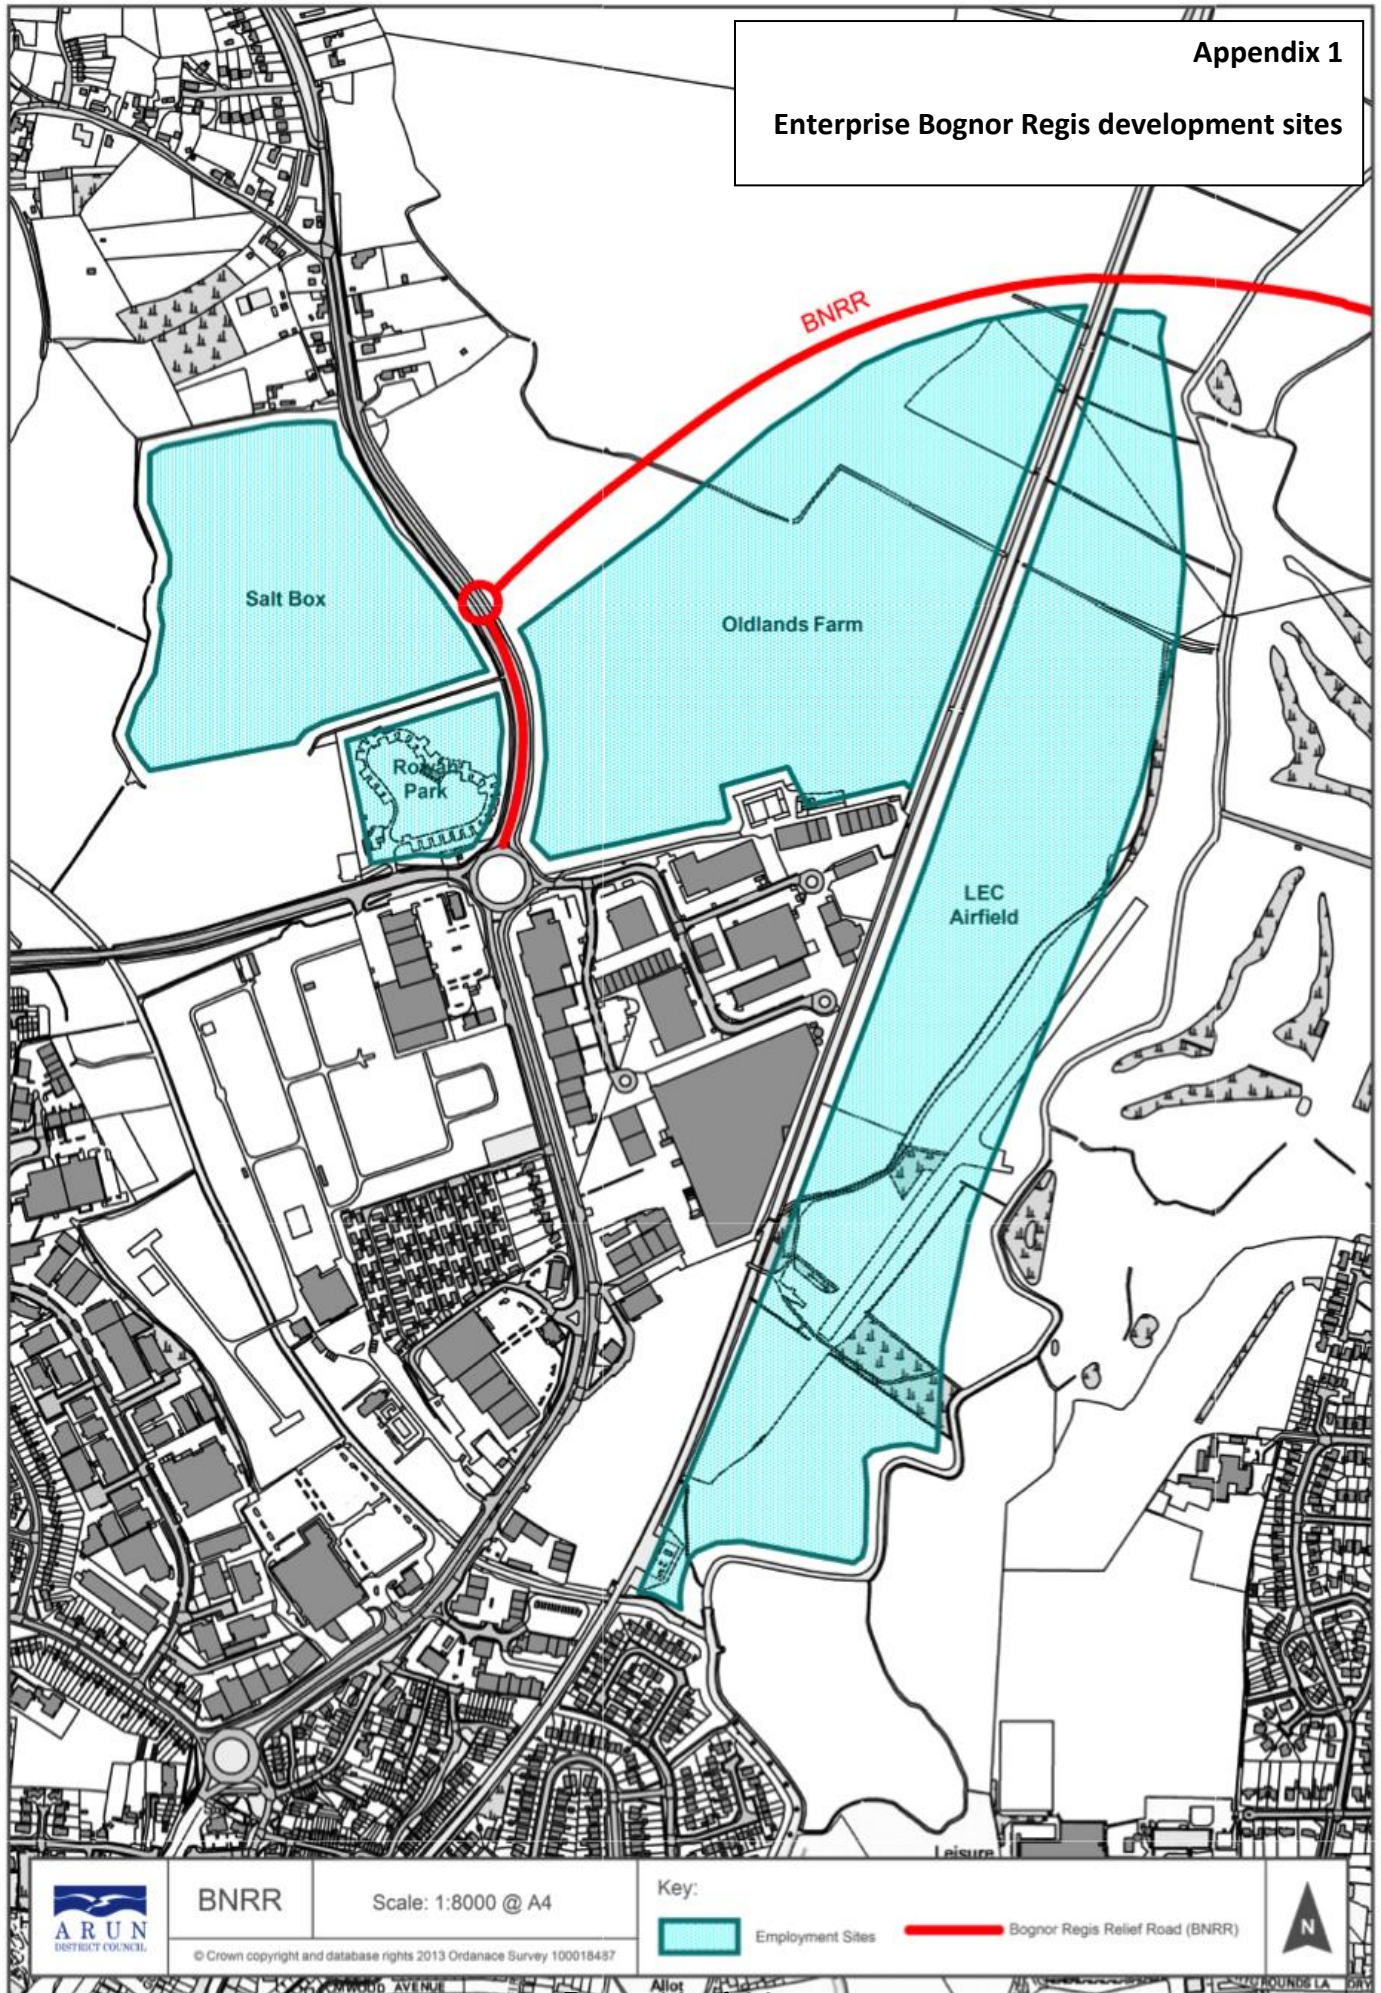 Appendix 1
Enterprise Bognor Regis development sites
BNRR
Salt Box
Oldlands Farm
Rowan
Park
LEC
Airfield
Leisure
ARUN
DISTRICT COUNCIL
BNRR
Scale: 1:8000 @ A4
© Crown copyright and database rights 2013 Ordanace Survey 100018487
Key:
Employment Sites
Bognor Regis Relief Road (BNRR)
N
AVENUE
Allot